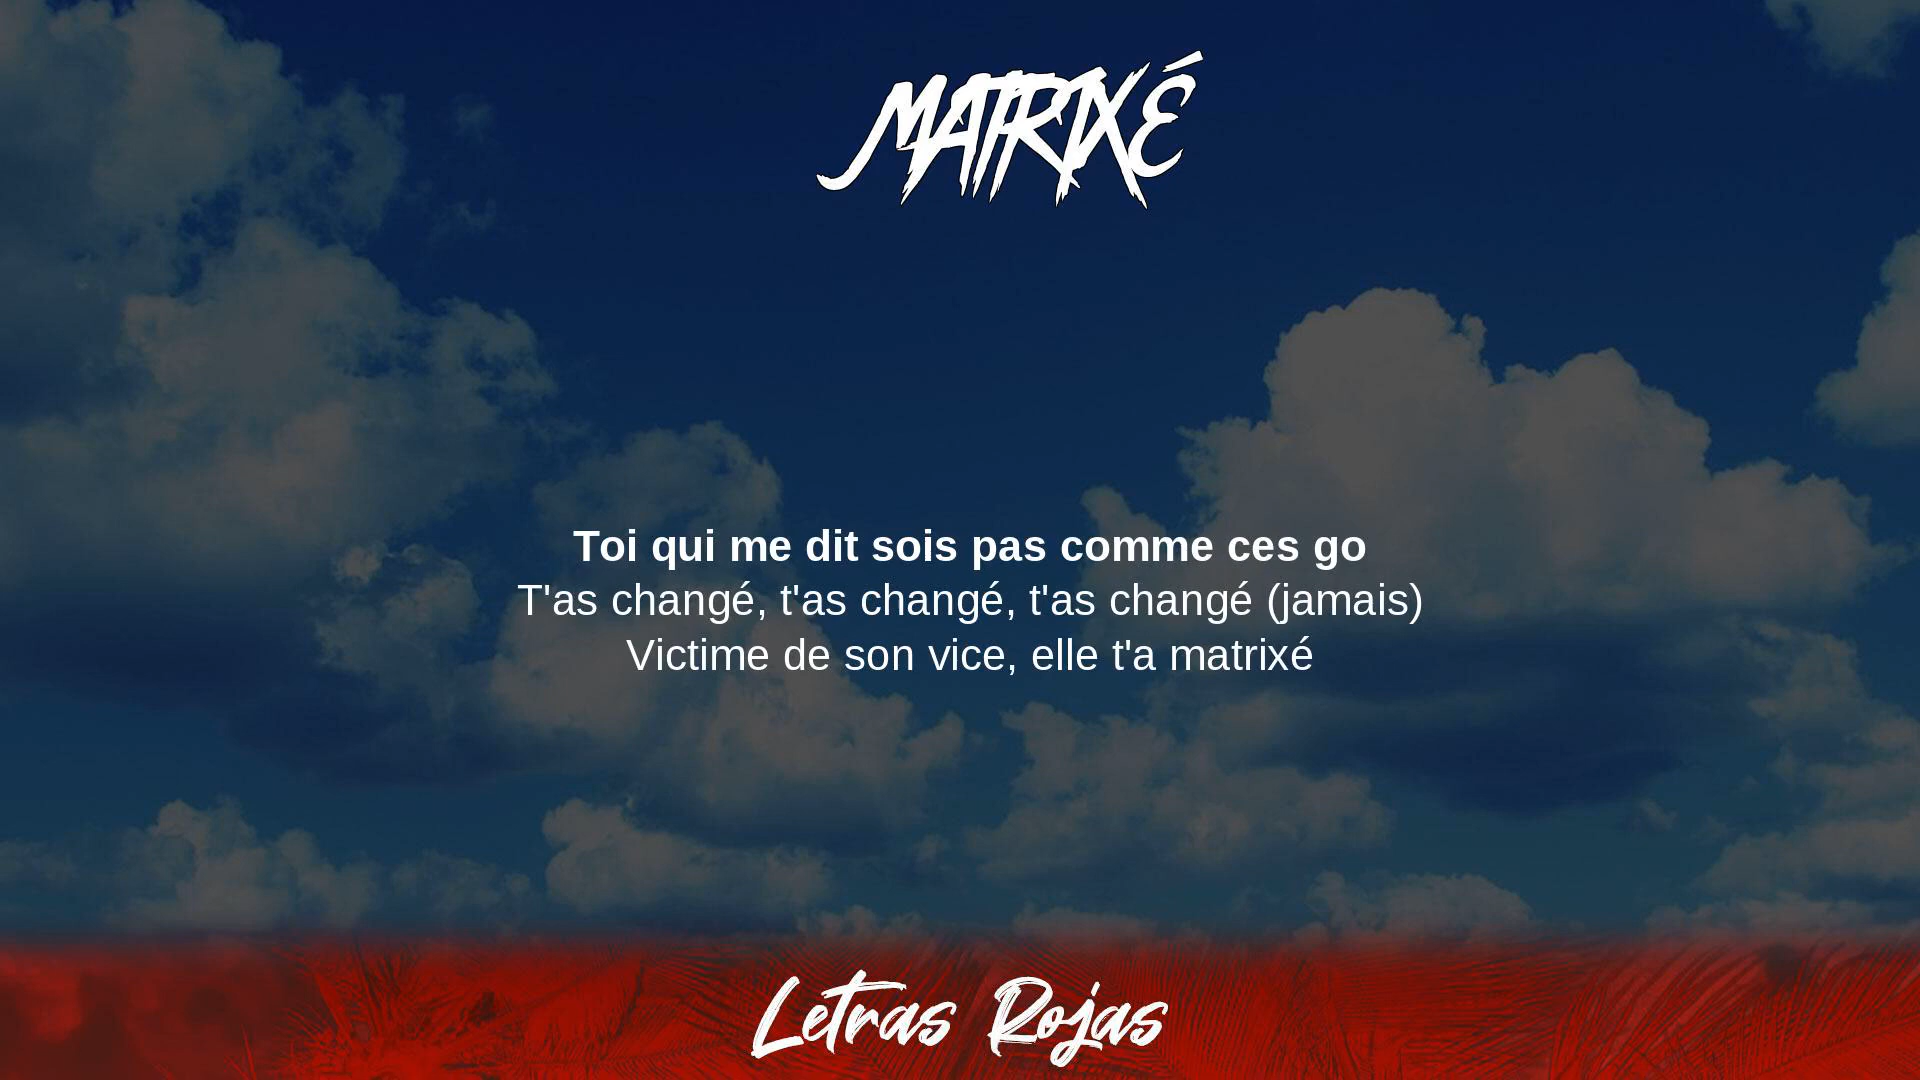 MATRIXÉ
Toi qui me dit sois pas comme ces go
T'as changé, t'as changé, t'as changé (jamais)
Victime de son vice, elle t'a matrixé
Letras Rojas